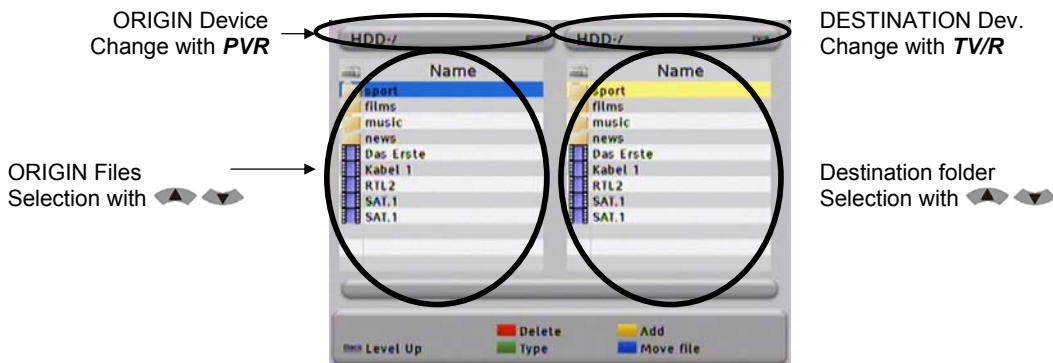 ORIGIN Device
Change with PVR
DESTINATION Dev.
Change with TV/R
HDD:/
HDD:/
Name
Name
sport
films
music
news
Das Erste
Kabel 1
RTL2
SAT.1
SAT.1
sport
films
music
news
Das Erste
Kabel 1
RTL2
SAT.1
SAT.1
ORIGIN Files
Selection with
Destination folder
Selection with
Delete
Add
Back Level Up
Type
Move file